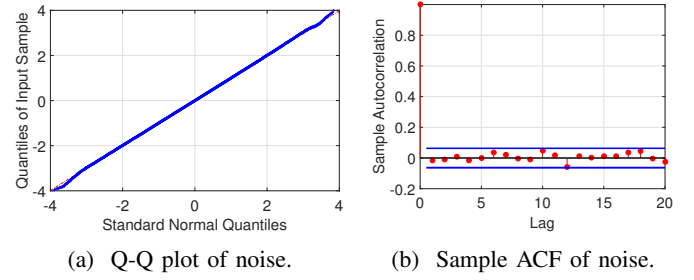 Quantiles of Input Sample
4
2
0
-2
-4
-4 -2 0 2 4
Standard Normal Quantiles
(a) Q-Q plot of noise.
Sample Autocorrelation
0.8
0.6
0.4
0.2
0
-0.2
0 5 10 15 20
Lag
(b) Sample ACF of noise.